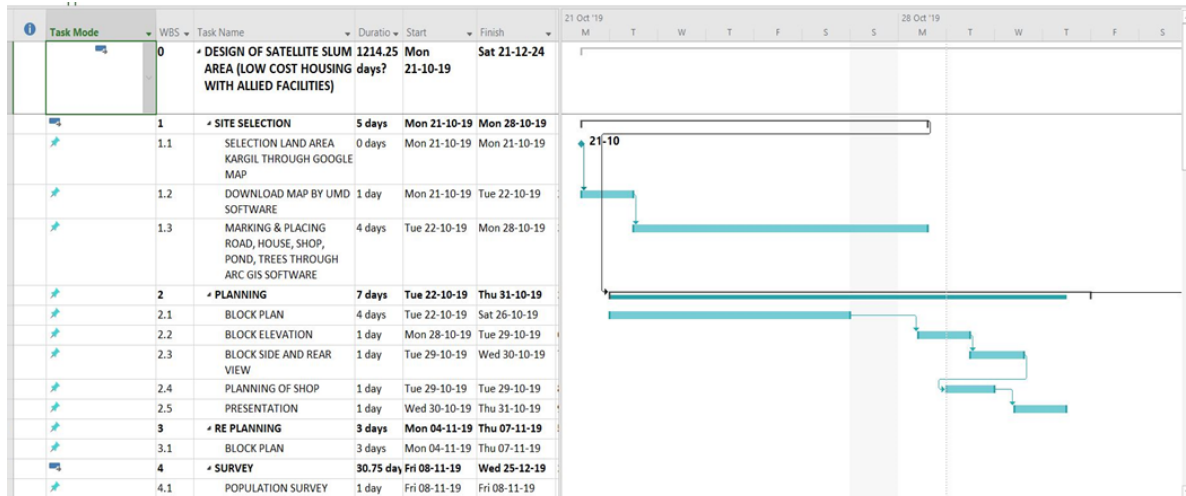 21 Oct '19 28 Oct '19
Task Mode WBS Task Name Duratio Start Finish M T W T F S S M T W T F S
0 DESIGN OF SATELLITE SLUM 1214.25 Mon Sat 21-12-24
AREA (LOW COST HOUSING days? 21-10-19
WITH ALLIED FACILITIES)
1 SITE SELECTION 5 days Mon 21-10-19 Mon 28-10-19
1.1 SELECTION LAND AREA 0 days Mon 21-10-19 Mon 21-10-19 21-10
KARGIL THROUGH GOOGLE
MAP
1.2 DOWNLOAD MAP BY UMD 1 day Mon 21-10-19 Tue 22-10-19
SOFTWARE
1.3 MARKING & PLACING 4 days Tue 22-10-19 Mon 28-10-19
ROAD, HOUSE, SHOP,
POND, TREES THROUGH
ARC GIS SOFTWARE
2 PLANNING 7 days Tue 22-10-19 Thu 31-10-19
2.1 BLOCK PLAN 4 days Tue 22-10-19 Sat 26-10-19
2.2 BLOCK ELEVATION 1 day Mon 28-10-19 Tue 29-10-19
2.3 BLOCK SIDE AND REAR 1 day Tue 29-10-19 Wed 30-10-19
VIEW
2.4 PLANNING OF SHOP 1 day Tue 29-10-19 Tue 29-10-19
2.5 PRESENTATION 1 day Wed 30-10-19 Thu 31-10-19
3 RE PLANNING 3 days Mon 04-11-19 Thu 07-11-19
3.1 BLOCK PLAN 3 days Mon 04-11-19 Thu 07-11-19
4 SURVEY 30.75 day Fri 08-11-19 Wed 25-12-19
4.1 POPULATION SURVEY 1 day Fri 08-11-19 Fri 08-11-19